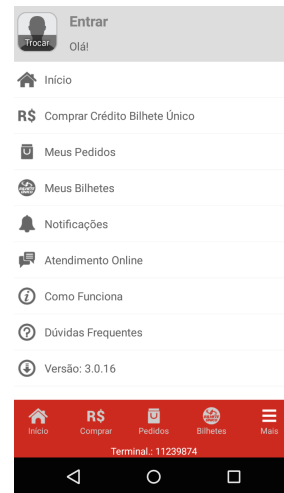 Entrar
Trocar
Olá!
Início
R$ Comprar Crédito Bilhete Único
Meus Pedidos
Meus Bilhetes
Notificações
Atendimento Online
Como Funciona
Dúvidas Frequentes
Versão: 3.0.16
R$
Início Comprar Pedidos Bilhetes Mais
Terminal.: 11239874